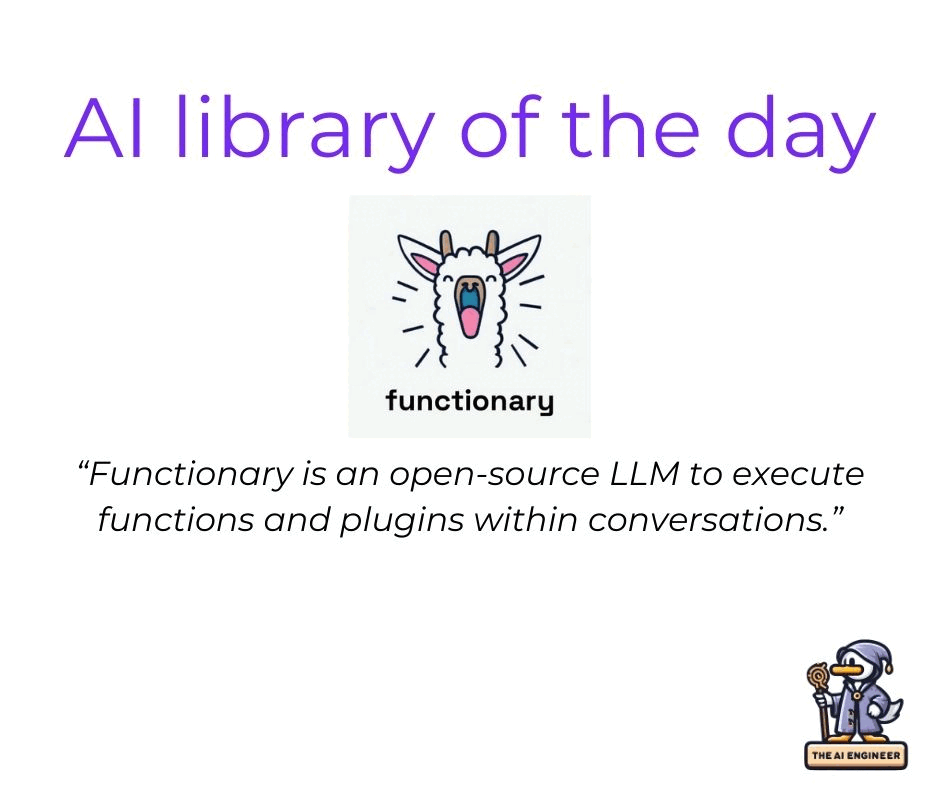 AI library of the day
functionary
“Functionary is an open-source LLM to execute
functions and plugins within conversations.”
THE AI ENGINEER